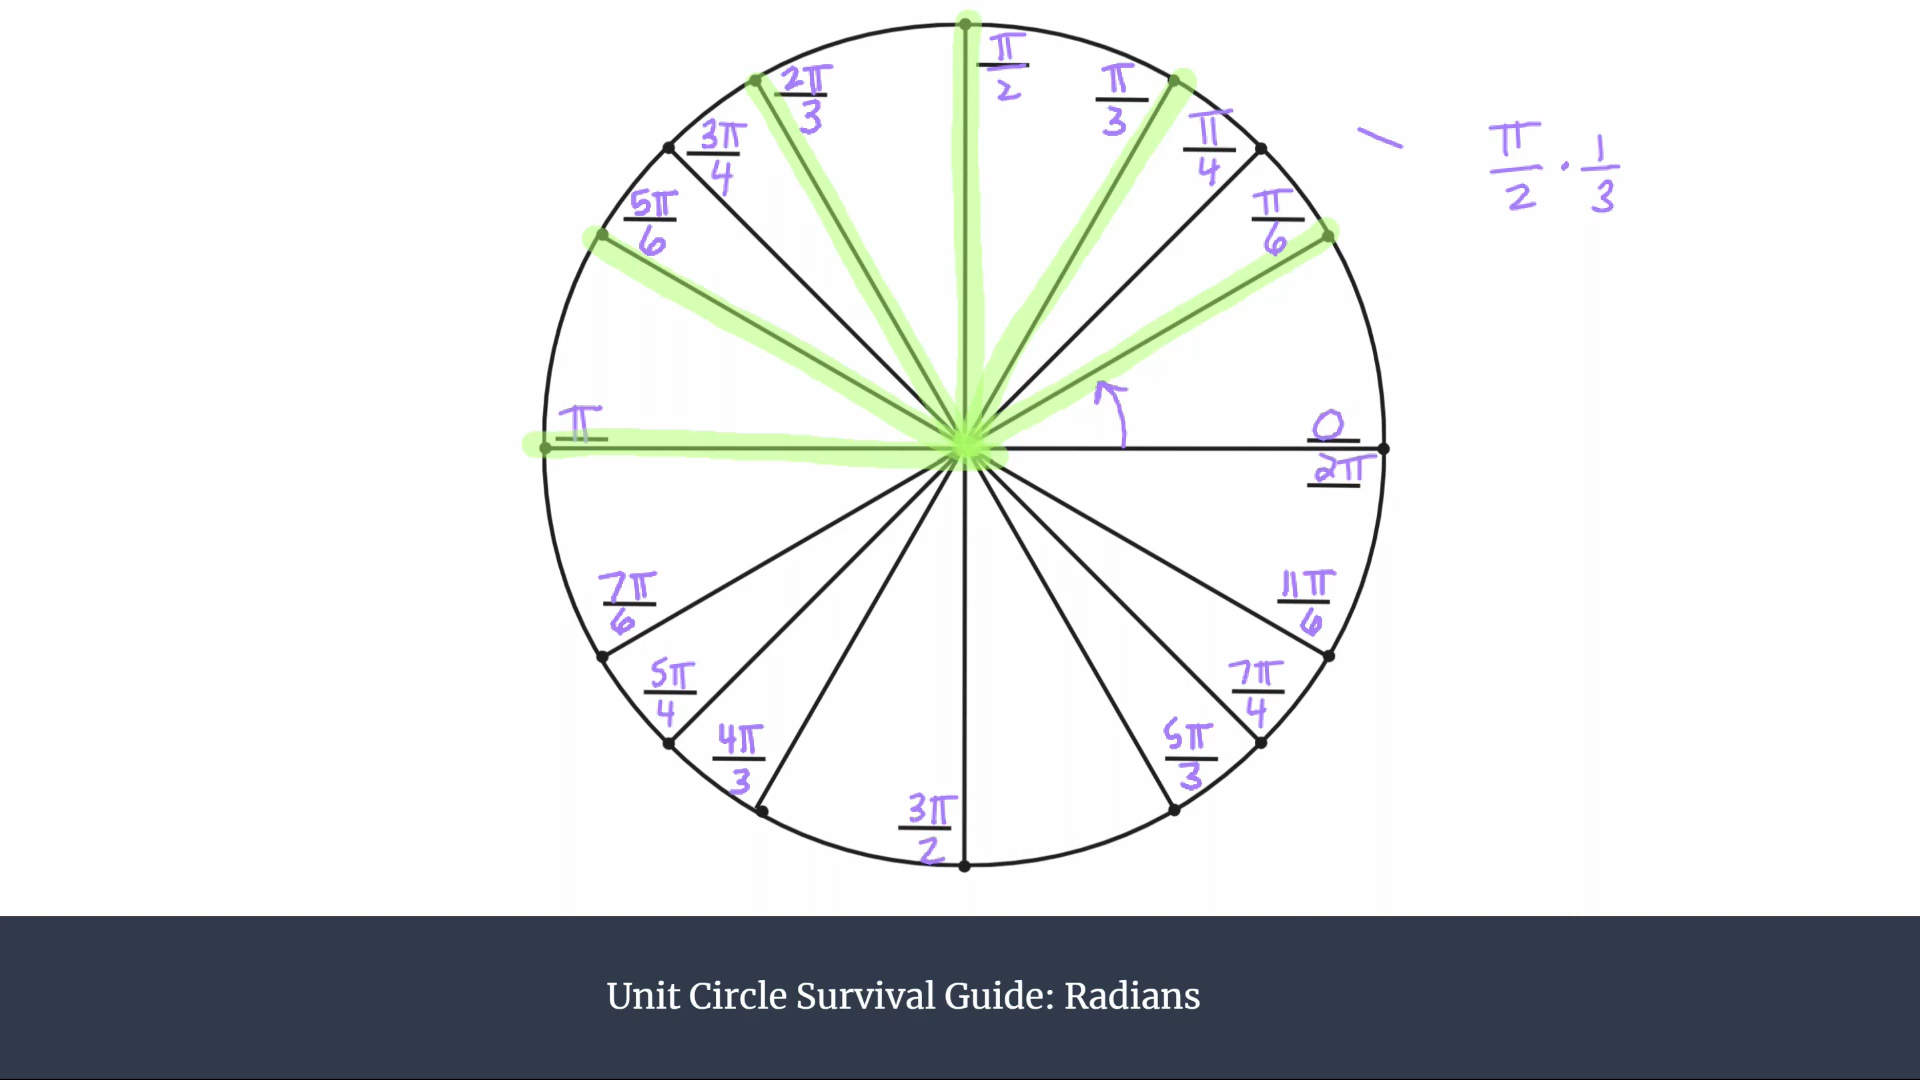 π/2
2π/3
π/3
3π/4
π/4
π/2 · 1/3
5π/6
π/6
π
0
2π
7π/6
11π/6
5π/4
7π/4
4π/3
5π/3
3π/2
Unit Circle Survival Guide: Radians